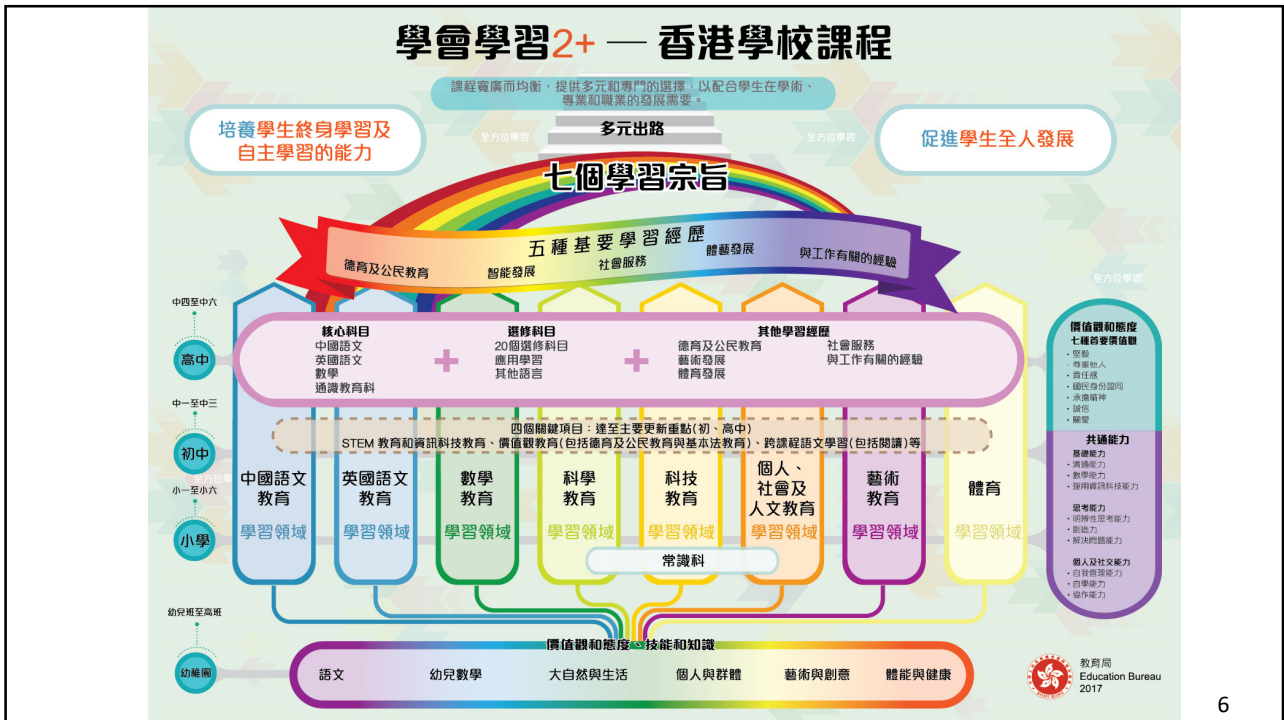 學會學習2+ — 香港學校課程
課程寬廣而均衡，提供多元和專門的選擇，以配合學生在學術、
專業和職業的發展需要。
培養學生終身學習及
自主學習的能力
全方位學習
多元出路
全方位學習
促進學生全人發展
七個學習宗旨
五種基要學習經歷
德育及公民教育
智能發展
社會服務
體藝發展
與工作有關的經驗
全方位學習
中四至中六
高中
核心科目
中國語文
英國語文
數學
通識教育科
+
選修科目
20個選修科目
應用學習
其他語言
+
其他學習經歷
德育及公民教育
藝術發展
體育發展
社會服務
與工作有關的經驗
中一至中三
初中
四個關鍵項目：達至主要更新重點(初、高中)
STEM 教育和資訊科技教育、價值觀教育(包括德育及公民教育與基本法教育)、跨課程語文學習(包括閱讀)等
全方位學習
小一至小六
小學
中國語文
教育
學習領域
英國語文
教育
學習領域
數學
教育
學習領域
科學
教育
學習領域
科技
教育
學習領域
個人、
社會及
人文教育
學習領域
藝術
教育
學習領域
體育
學習領域
常識科
價值觀和態度
七種首要價值觀
・堅毅
・尊重他人
・責任感
・國民身份認同
・承擔精神
・誠信
・關愛
共通能力
基礎能力
・溝通能力
・數學能力
・運用資訊科技能力
思考能力
・明辨性思考能力
・創造力
・解決問題能力
個人及社交能力
・自我管理能力
・自學能力
・協作能力
幼兒班至高班
幼稚園
價值觀和態度、技能和知識
語文
幼兒數學
大自然與生活
個人與群體
藝術與創意
體能與健康
HONG KONG
教育局
Education Bureau
2017
6